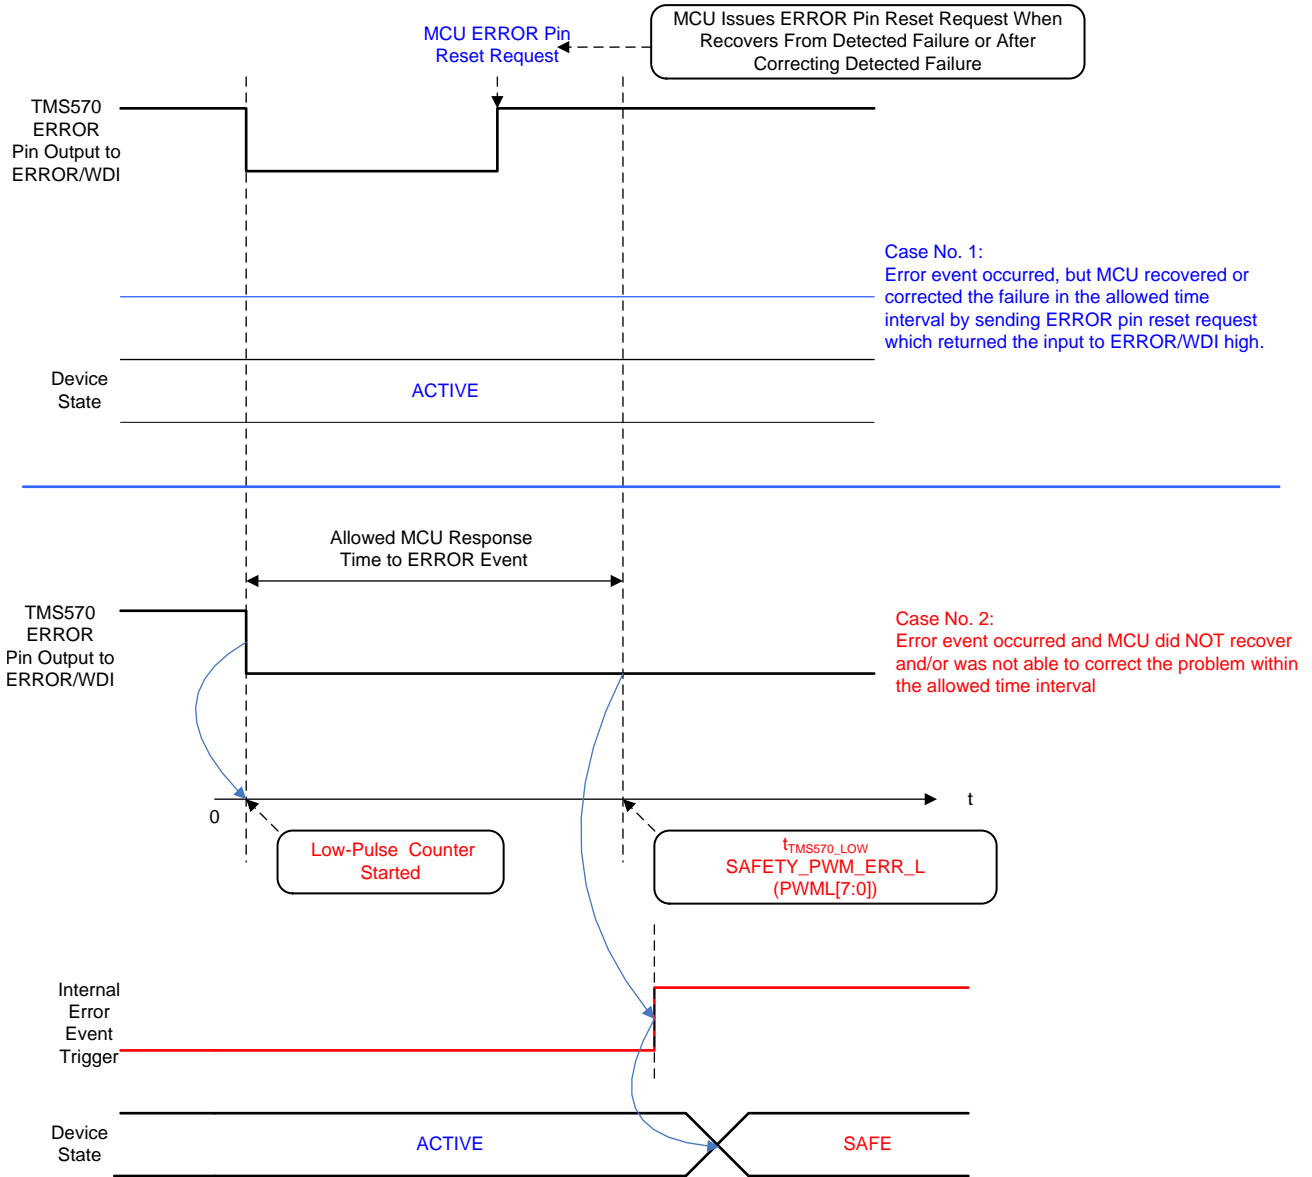 MCU Issues ERROR Pin Reset Request When
Recovers From Detected Failure or After
Correcting Detected Failure
MCU ERROR Pin
Reset Request
TMS570
ERROR
Pin Output to
ERROR/WDI
Case No. 1:
Error event occurred, but MCU recovered or
corrected the failure in the allowed time
interval by sending ERROR pin reset request
which returned the input to ERROR/WDI high.
Device
State
ACTIVE
Allowed MCU Response
Time to ERROR Event
TMS570
ERROR
Pin Output to
ERROR/WDI
Case No. 2:
Error event occurred and MCU did NOT recover
and/or was not able to correct the problem within
the allowed time interval
0
t
Low-Pulse Counter
Started
tTMS570_LOW
SAFETY_PWM_ERR_L
(PWML[7:0])
Internal
Error
Event
Trigger
Device
State
ACTIVE
SAFE